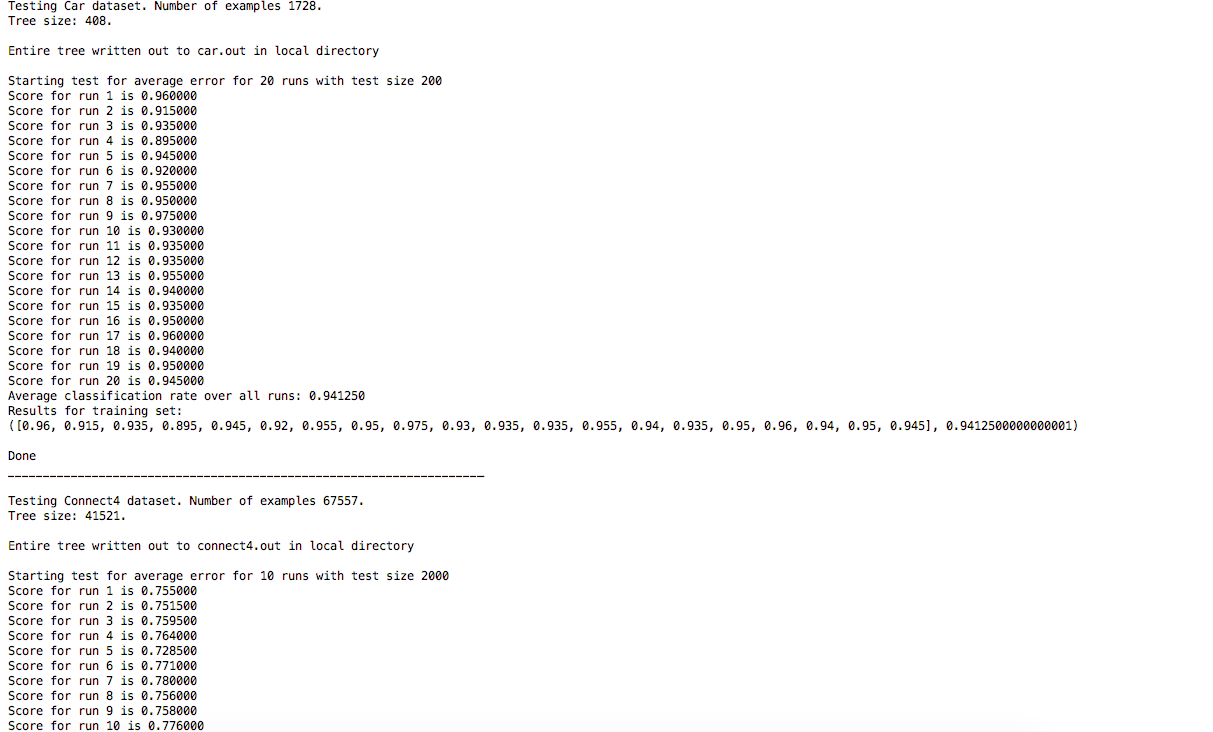 Testing Car dataset. Number of examples 1728.
Tree size: 408.
Entire tree written out to car.out in local directory
Starting test for average error for 20 runs with test size 200
Score for run 1 is 0.960000
Score for run 2 is 0.915000
Score for run 3 is 0.935000
Score for run 4 is 0.895000
Score for run 5 is 0.945000
Score for run 6 is 0.920000
Score for run 7 is 0.955000
Score for run 8 is 0.950000
Score for run 9 is 0.975000
Score for run 10 is 0.930000
Score for run 11 is 0.935000
Score for run 12 is 0.935000
Score for run 13 is 0.955000
Score for run 14 is 0.940000
Score for run 15 is 0.935000
Score for run 16 is 0.950000
Score for run 17 is 0.960000
Score for run 18 is 0.940000
Score for run 19 is 0.950000
Score for run 20 is 0.945000
Average classification rate over all runs: 0.941250
Results for training set:
([0.96, 0.915, 0.935, 0.895, 0.945, 0.92, 0.955, 0.95, 0.975, 0.93, 0.935, 0.935, 0.955, 0.94, 0.935, 0.95, 0.96, 0.94, 0.95, 0.945], 0.9412500000000001)
Done
____________________________________________________________________
Testing Connect4 dataset. Number of examples 67557.
Tree size: 41521.
Entire tree written out to connect4.out in local directory
Starting test for average error for 10 runs with test size 2000
Score for run 1 is 0.755000
Score for run 2 is 0.751500
Score for run 3 is 0.759500
Score for run 4 is 0.764000
Score for run 5 is 0.728500
Score for run 6 is 0.771000
Score for run 7 is 0.780000
Score for run 8 is 0.756000
Score for run 9 is 0.758000
Score for run 10 is 0.776000